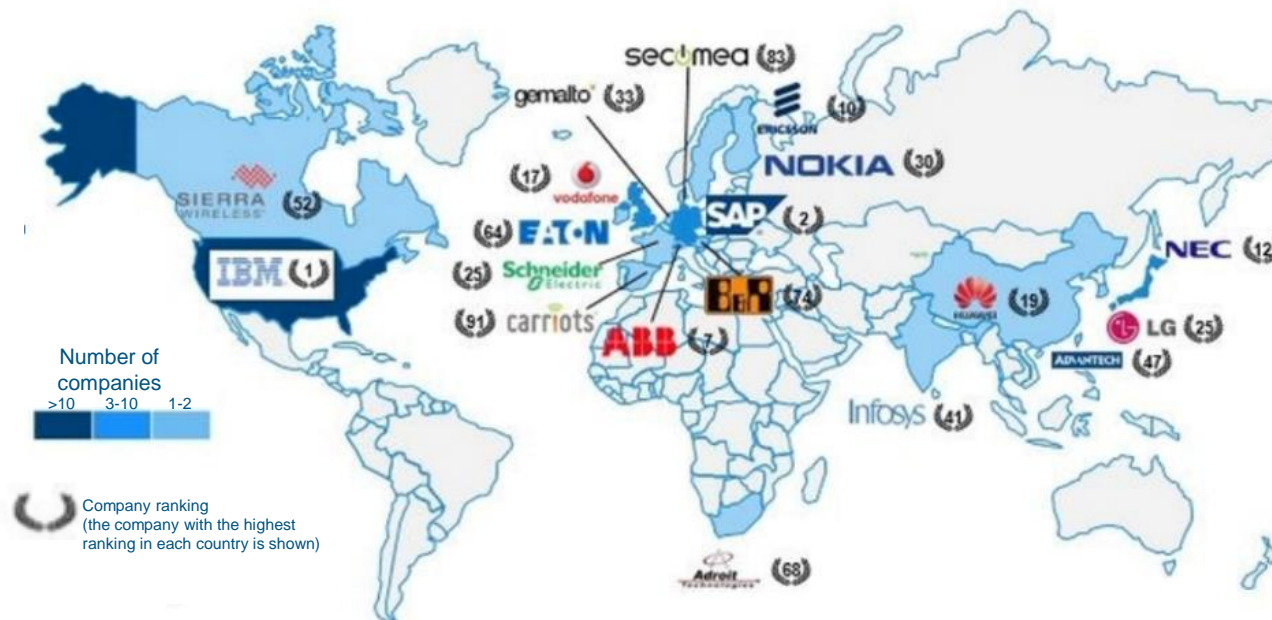 secomea 83
gemalto 33
ERICSSON 10
NOKIA 30
17 vodafone
SIERRA
WIRELESS 52
SAP 2
64 EATON
NEC 12
IBM 1
25 Schneider
Electric
B&R 74
HUAWEI 19
91 carriots
LG 25
ABB 7
ADVANTECH 47
Number of
companies
>10 3-10 1-2
Infosys 41
Company ranking
(the company with the highest
ranking in each country is shown)
Adroit
Technologies 68